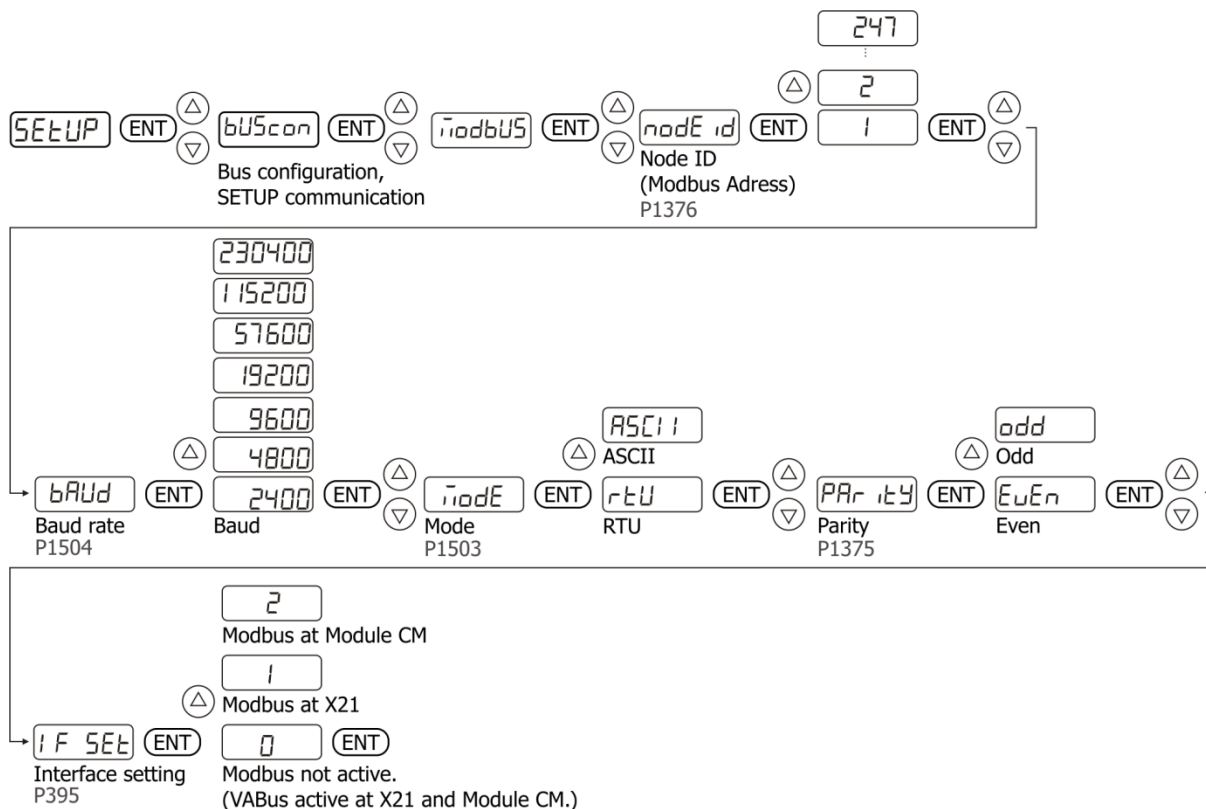 247
2
SEtUP ENT bUScon ENT modbUS ENT nodE id ENT 1 ENT
Bus configuration,
SETUP communication
Node ID
(Modbus Adress)
P1376
230400
115200
57600
19200
9600
4800
bAUd ENT 2400 ENT modE ENT rtU ENT PAritY ENT EvEn ENT
Baud rate
P1504
Baud
Mode
P1503
ASCII
ASCII
RTU
Parity
P1375
odd
Odd
Even
2
Modbus at Module CM
1
Modbus at X21
IF SEt ENT 0 ENT
Interface setting
P395
Modbus not active.
(VABus active at X21 and Module CM.)